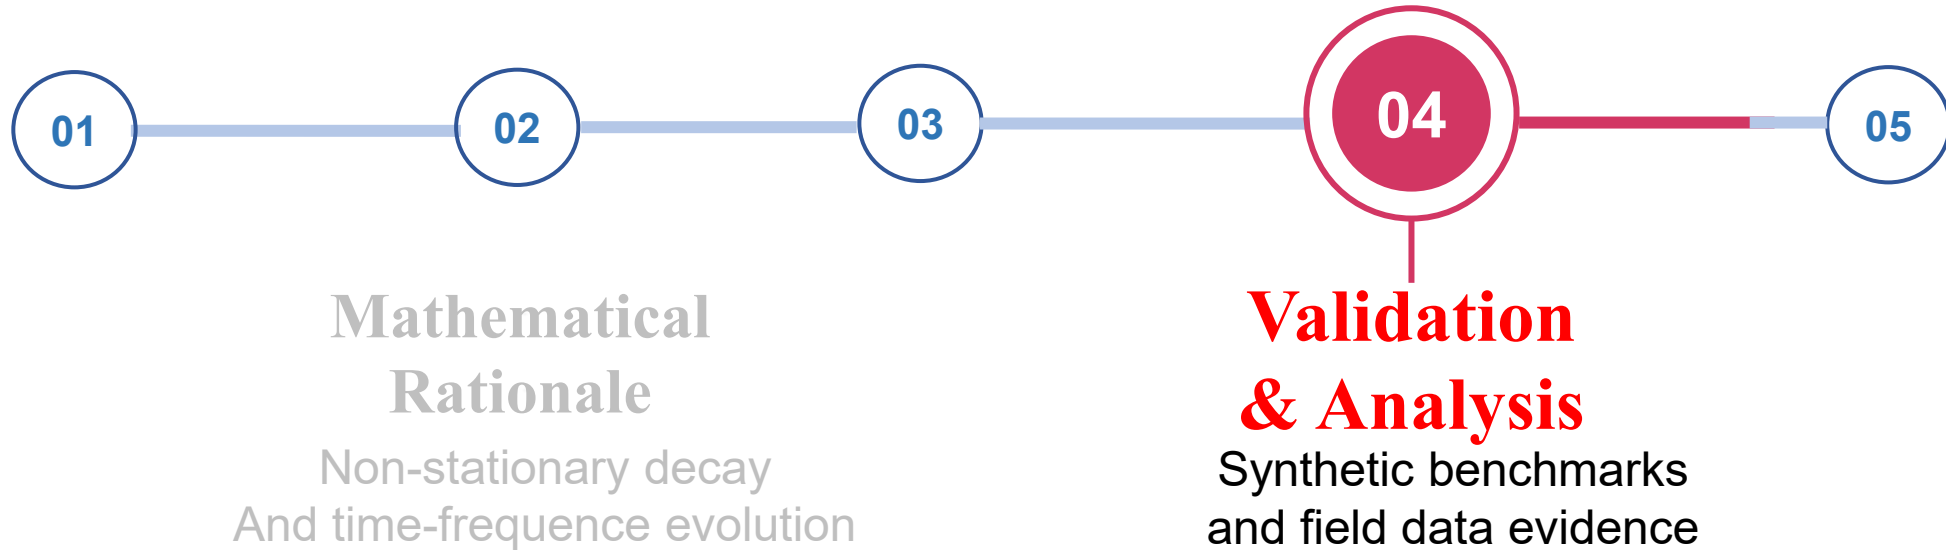 01
02
03
04
05
Mathematical
Rationale
Non-stationary decay
And time-frequence evolution
Validation
& Analysis
Synthetic benchmarks
and field data evidence